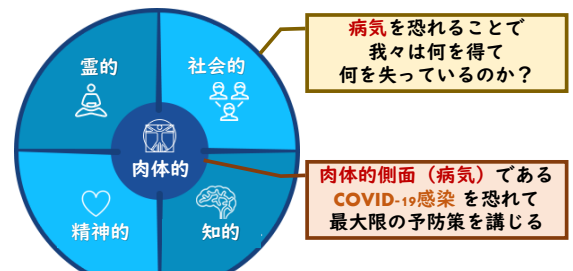 霊的
社会的
肉体的
精神的
知的
病気を恐れることで
我々は何を得て
何を失っているのか？
肉体的側面（病気）である
COVID-19感染 を恐れて
最大限の予防策を講じる